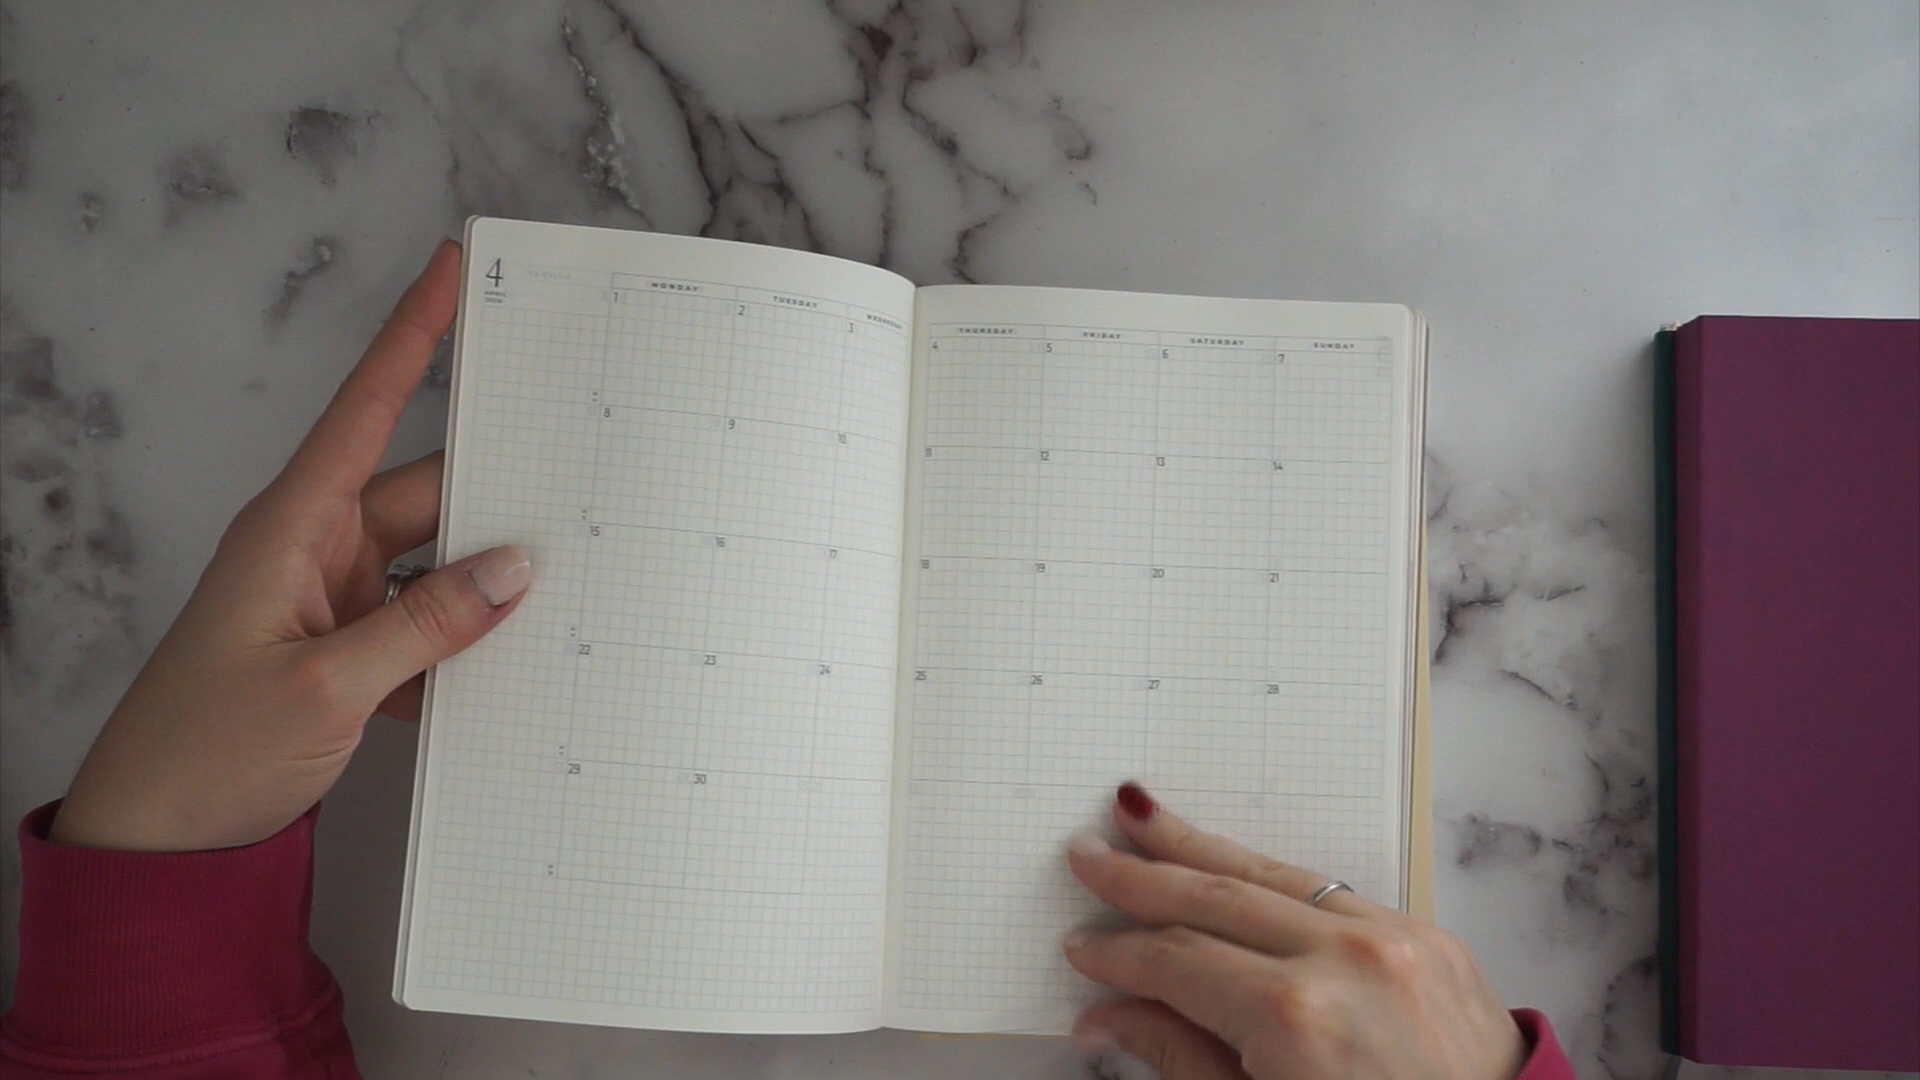 4
APRIL
2024
MONDAY TUESDAY WEDNESDAY THURSDAY FRIDAY SATURDAY SUNDAY
1 2 3 4 5 6 7
8 9 10 11 12 13 14
15 16 17 18 19 20 21
22 23 24 25 26 27 28
29 30